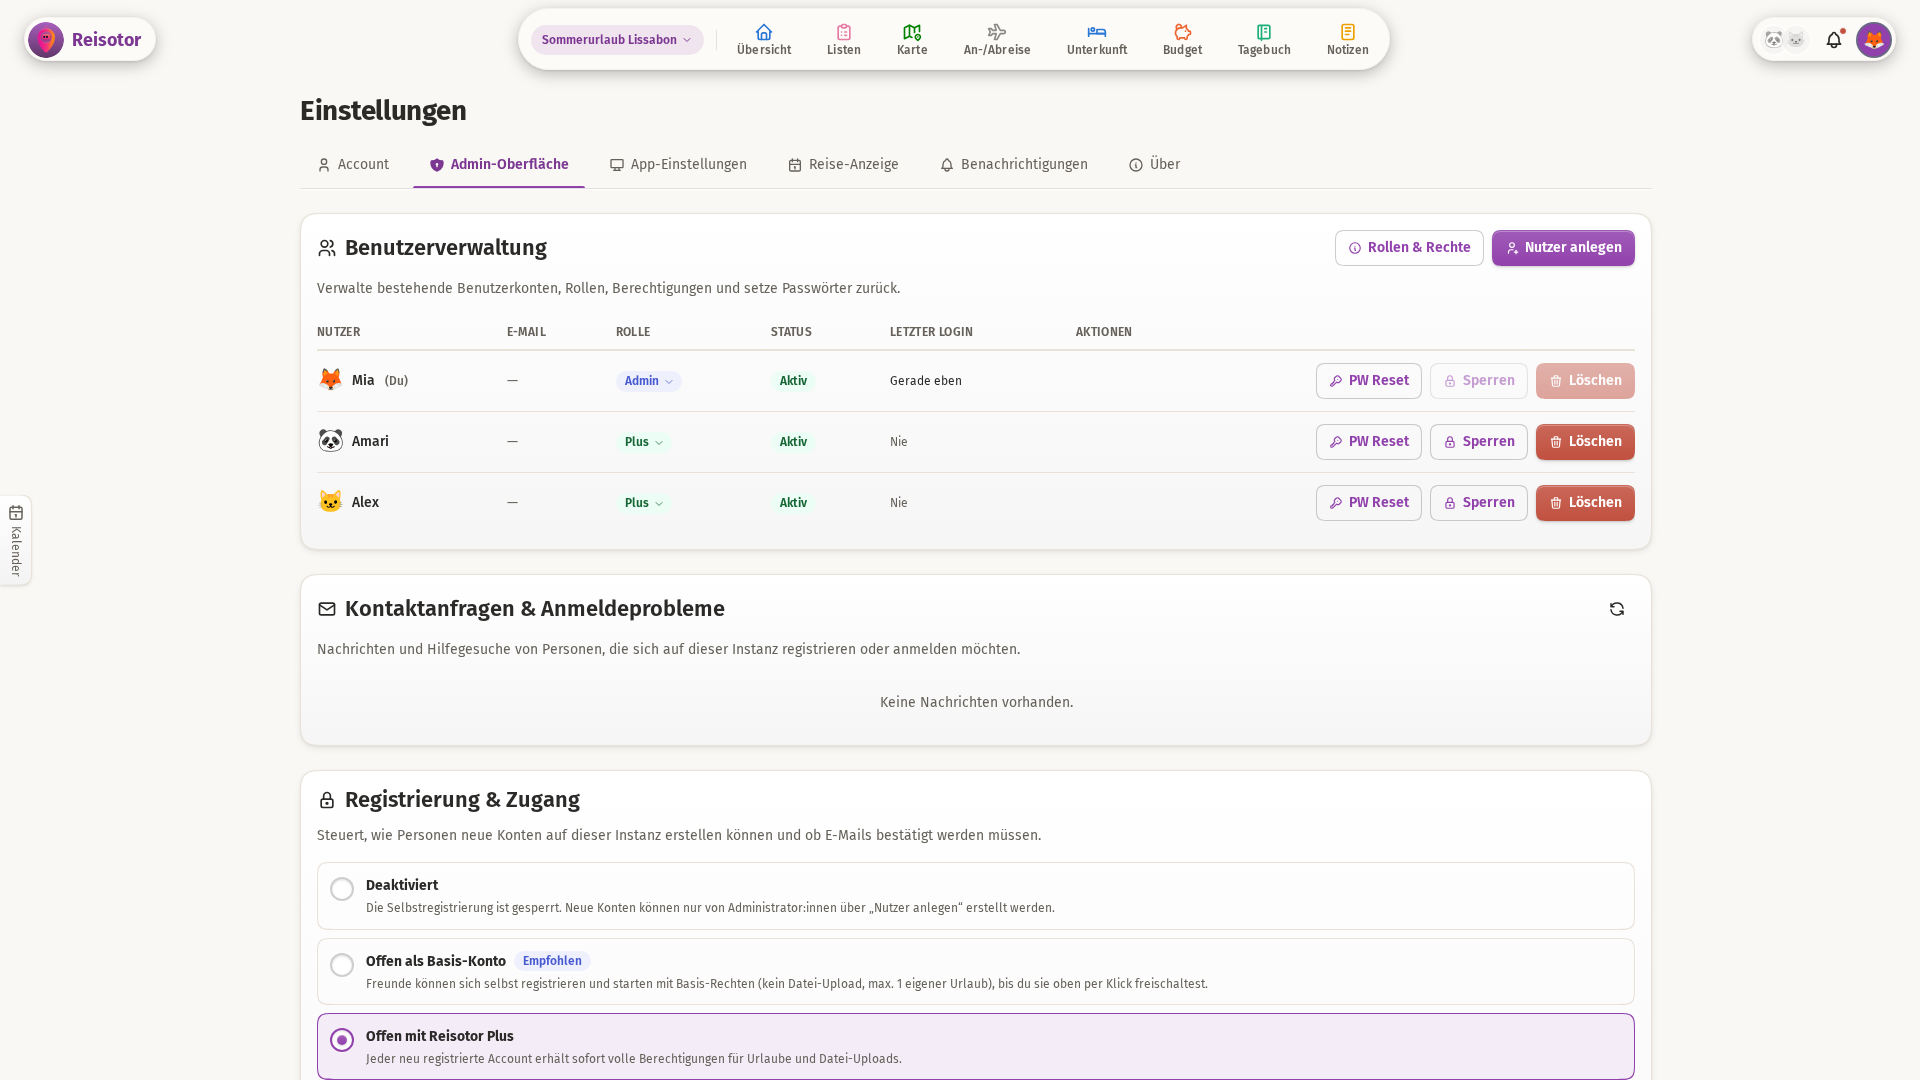 Reisotor
Sommerurlaub Lissabon
Übersicht
Listen
Karte
An-/Abreise
Unterkunft
Budget
Tagebuch
Notizen
Einstellungen
Account
Admin-Oberfläche
App-Einstellungen
Reise-Anzeige
Benachrichtigungen
Über
Kalender
Benutzerverwaltung
Rollen & Rechte
Nutzer anlegen
Verwalte bestehende Benutzerkonten, Rollen, Berechtigungen und setze Passwörter zurück.
NUTZER E-MAIL ROLLE STATUS LETZTER LOGIN AKTIONEN
Mia (Du) — Admin Aktiv Gerade eben PW Reset Sperren Löschen
Amari — Plus Aktiv Nie PW Reset Sperren Löschen
Alex — Plus Aktiv Nie PW Reset Sperren Löschen
Kontaktanfragen & Anmeldeprobleme
Nachrichten und Hilfegesuche von Personen, die sich auf dieser Instanz registrieren oder anmelden möchten.
Keine Nachrichten vorhanden.
Registrierung & Zugang
Steuert, wie Personen neue Konten auf dieser Instanz erstellen können und ob E-Mails bestätigt werden müssen.
Deaktiviert
Die Selbstregistrierung ist gesperrt. Neue Konten können nur von Administrator:innen über „Nutzer anlegen“ erstellt werden.
Offen als Basis-Konto Empfohlen
Freunde können sich selbst registrieren und starten mit Basis-Rechten (kein Datei-Upload, max. 1 eigener Urlaub), bis du sie oben per Klick freischaltest.
Offen mit Reisotor Plus
Jeder neu registrierte Account erhält sofort volle Berechtigungen für Urlaube und Datei-Uploads.